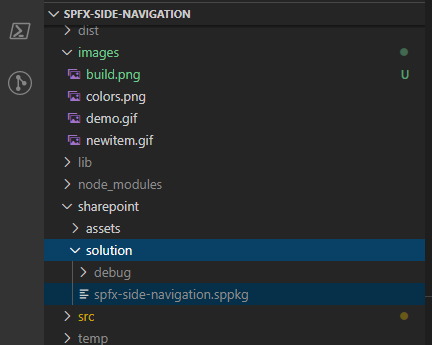 SPFX-SIDE-NAVIGATION
dist
images
build.png U
colors.png
demo.gif
newitem.gif
lib
node_modules
sharepoint
assets
solution
debug
spfx-side-navigation.sppkg
src
temp